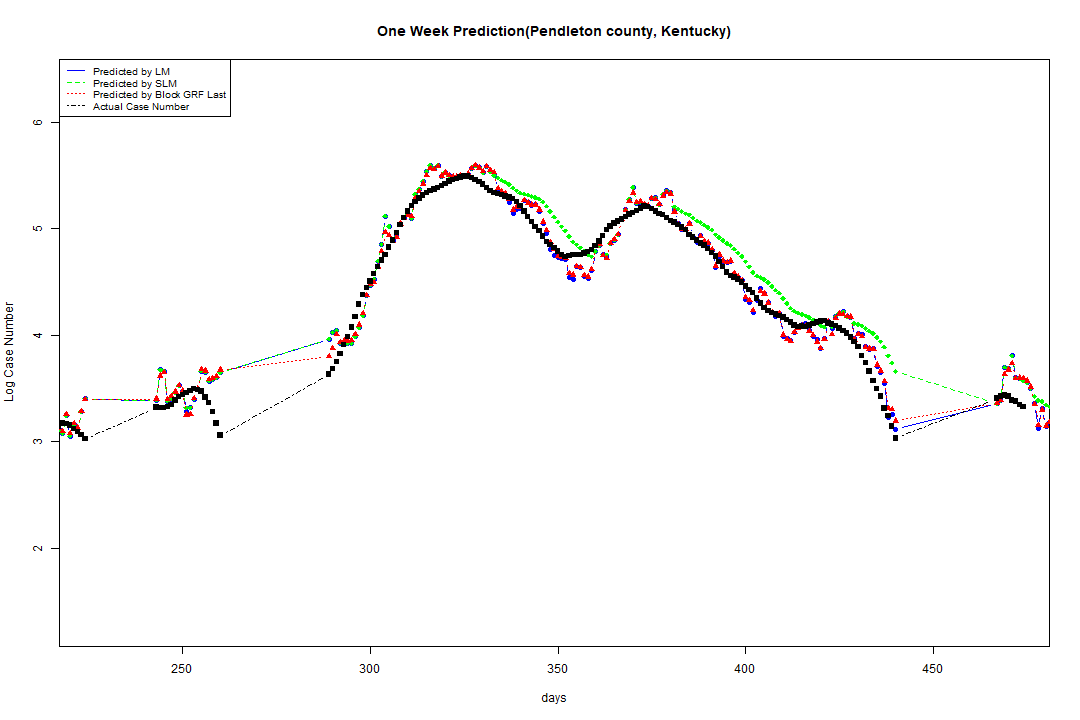 One Week Prediction(Pendleton county, Kentucky)
Predicted by LM
Predicted by SLM
Predicted by Block GRF Last
Actual Case Number
Log Case Number
6
5
4
3
2
250 300 350 400 450
days